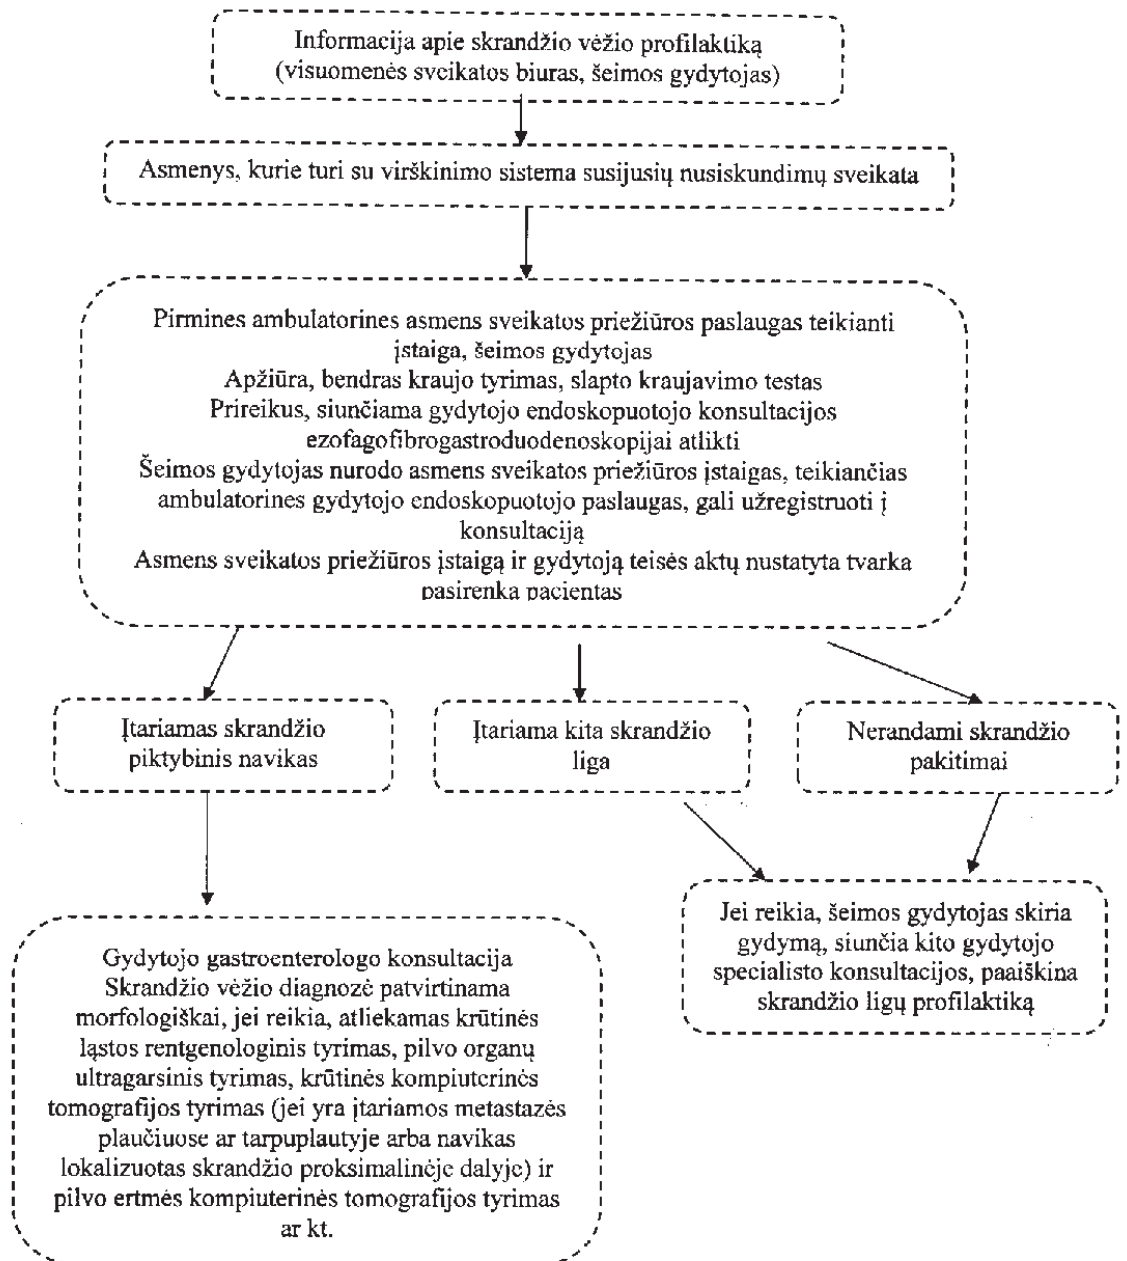 Informacija apie skrandžio vėžio profilaktiką
(visuomenės sveikatos biuras, šeimos gydytojas)
Asmenys, kurie turi su virškinimo sistema susijusių nusiskundimų sveikata
Pirmines ambulatorines asmens sveikatos priežiūros paslaugas teikianti
įstaiga, šeimos gydytojas
Apžiūra, bendras kraujo tyrimas, slapto kraujavimo testas
Prireikus, siunčiama gydytojo endoskopuotojo konsultacijos
ezofagofibrogastroduodenoskopijai atlikti
Šeimos gydytojas nurodo asmens sveikatos priežiūros įstaigas, teikiančias
ambulatorines gydytojo endoskopuotojo paslaugas, gali užregistruoti į
konsultaciją
Asmens sveikatos priežiūros įstaigą ir gydytoją teisės aktų nustatyta tvarka
pasirenka pacientas
Įtariamas skrandžio
piktybinis navikas
Įtariama kita skrandžio
liga
Nerandami skrandžio
pakitimai
Gydytojo gastroenterologo konsultacija
Skrandžio vėžio diagnozė patvirtinama
morfologiškai, jei reikia, atliekamas krūtinės
ląstos rentgenologinis tyrimas, pilvo organų
ultragarsinis tyrimas, krūtinės kompiuterinės
tomografijos tyrimas (jei yra įtariamos metastazės
plaučiuose ar tarpuplautyje arba navikas
lokalizuotas skrandžio proksimalinėje dalyje) ir
pilvo ertmės kompiuterinės tomografijos tyrimas
ar kt.
Jei reikia, šeimos gydytojas skiria
gydymą, siunčia kito gydytojo
specialisto konsultacijos, paaiškina
skrandžio ligų profilaktiką